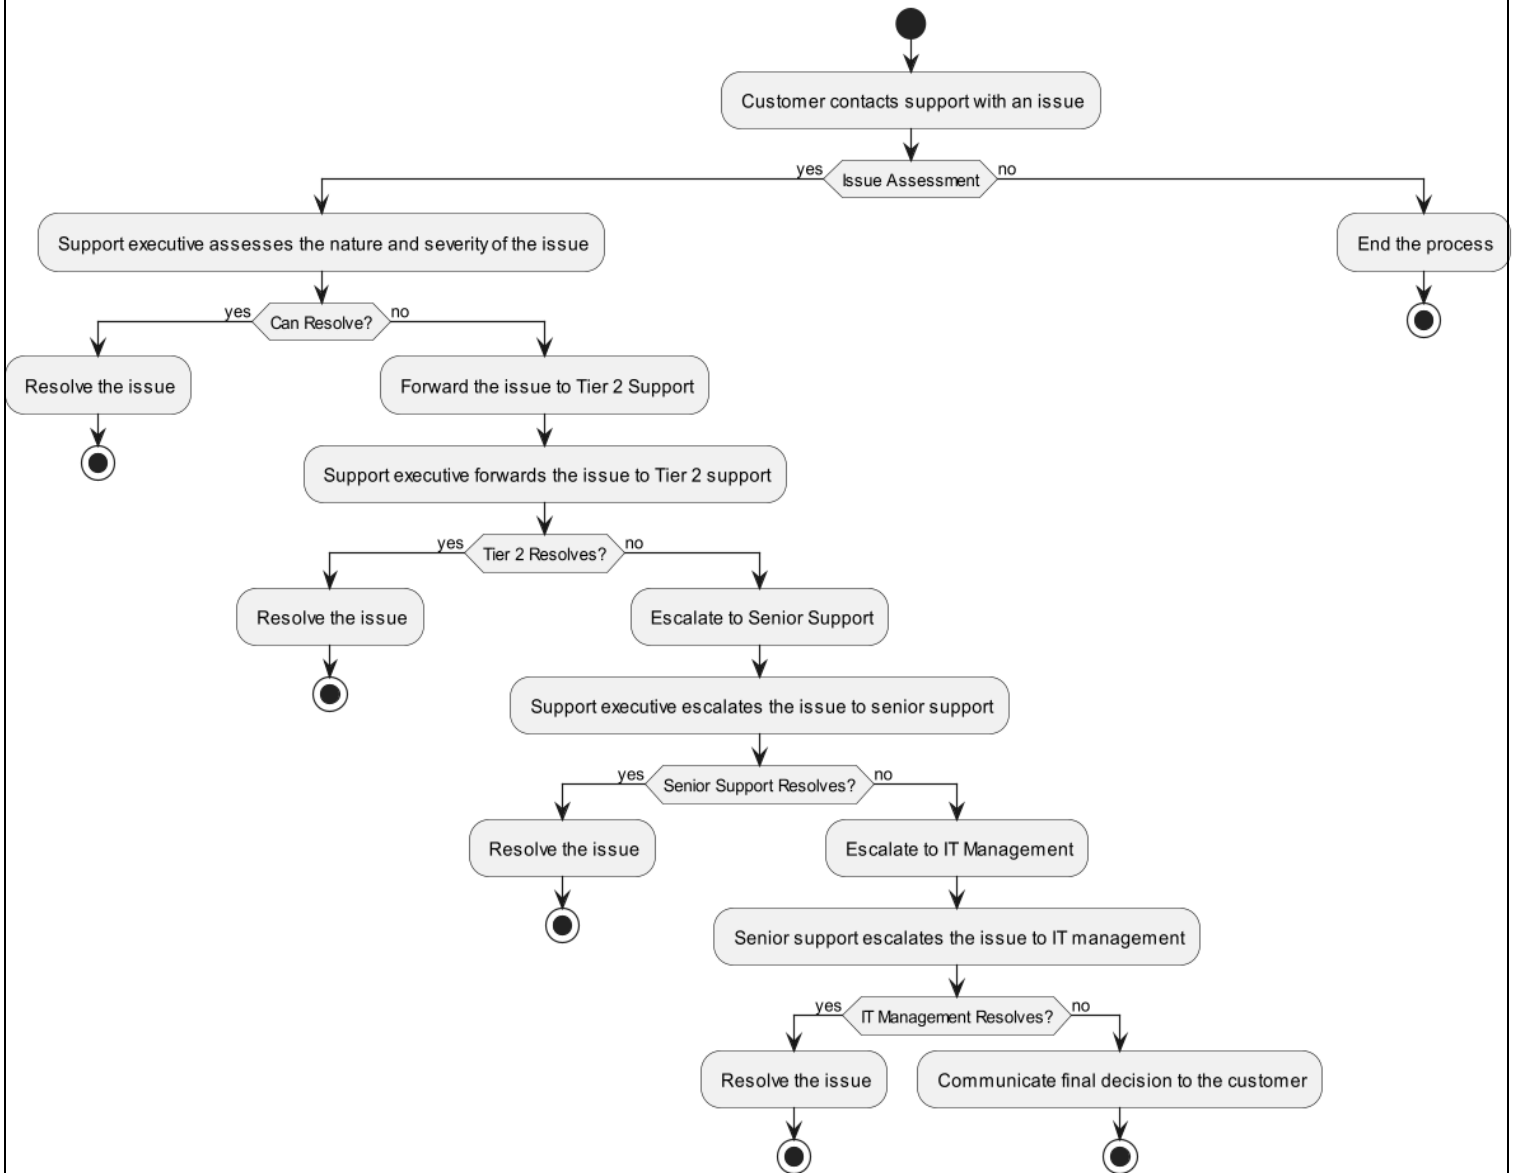 Customer contacts support with an issue
yes
Issue Assessment
no
Support executive assesses the nature and severity of the issue
End the process
yes
Can Resolve?
no
Resolve the issue
Forward the issue to Tier 2 Support
Support executive forwards the issue to Tier 2 support
yes
Tier 2 Resolves?
no
Resolve the issue
Escalate to Senior Support
Support executive escalates the issue to senior support
yes
Senior Support Resolves?
no
Resolve the issue
Escalate to IT Management
Senior support escalates the issue to IT management
yes
IT Management Resolves?
no
Resolve the issue
Communicate final decision to the customer